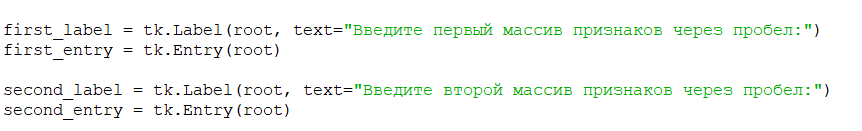 first_label = tk.Label(root, text="Введите первый массив признаков через пробел:")
first_entry = tk.Entry(root)
second_label = tk.Label(root, text="Введите второй массив признаков через пробел:")
second_entry = tk.Entry(root)